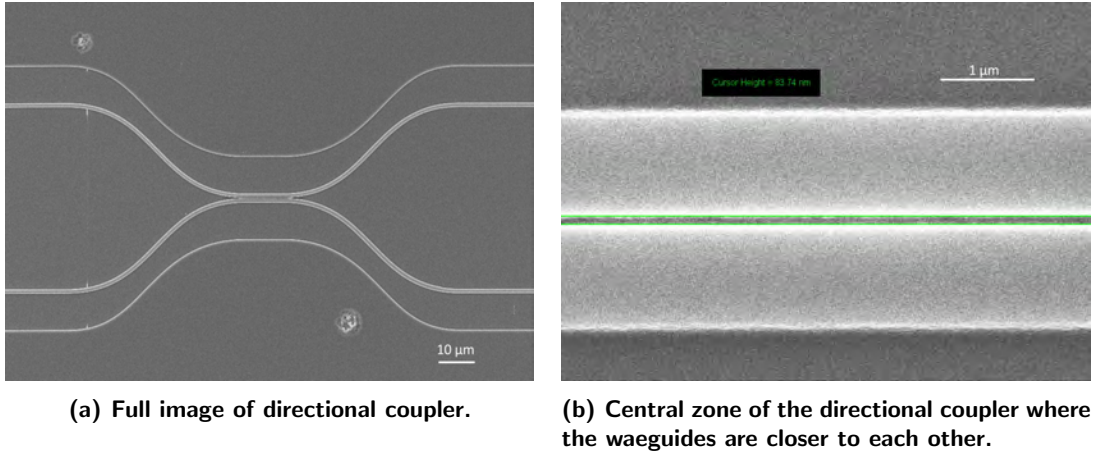 10 µm
Cursor Height = 93.74 nm
1 µm
(a) Full image of directional coupler.
(b) Central zone of the directional coupler where
the waeguides are closer to each other.